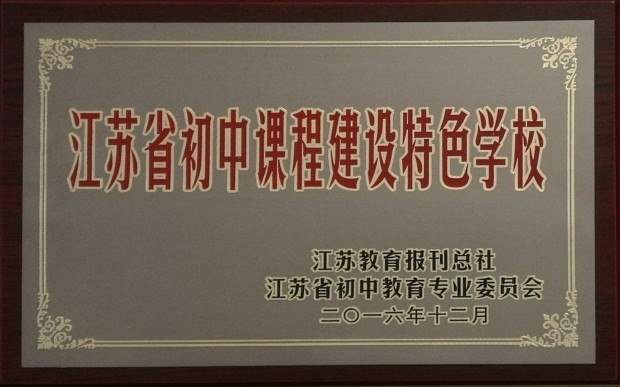 江苏省初中课程建设特色学校
江苏教育报刊总社
江苏省初中教育专业委员会
二〇一六年十二月